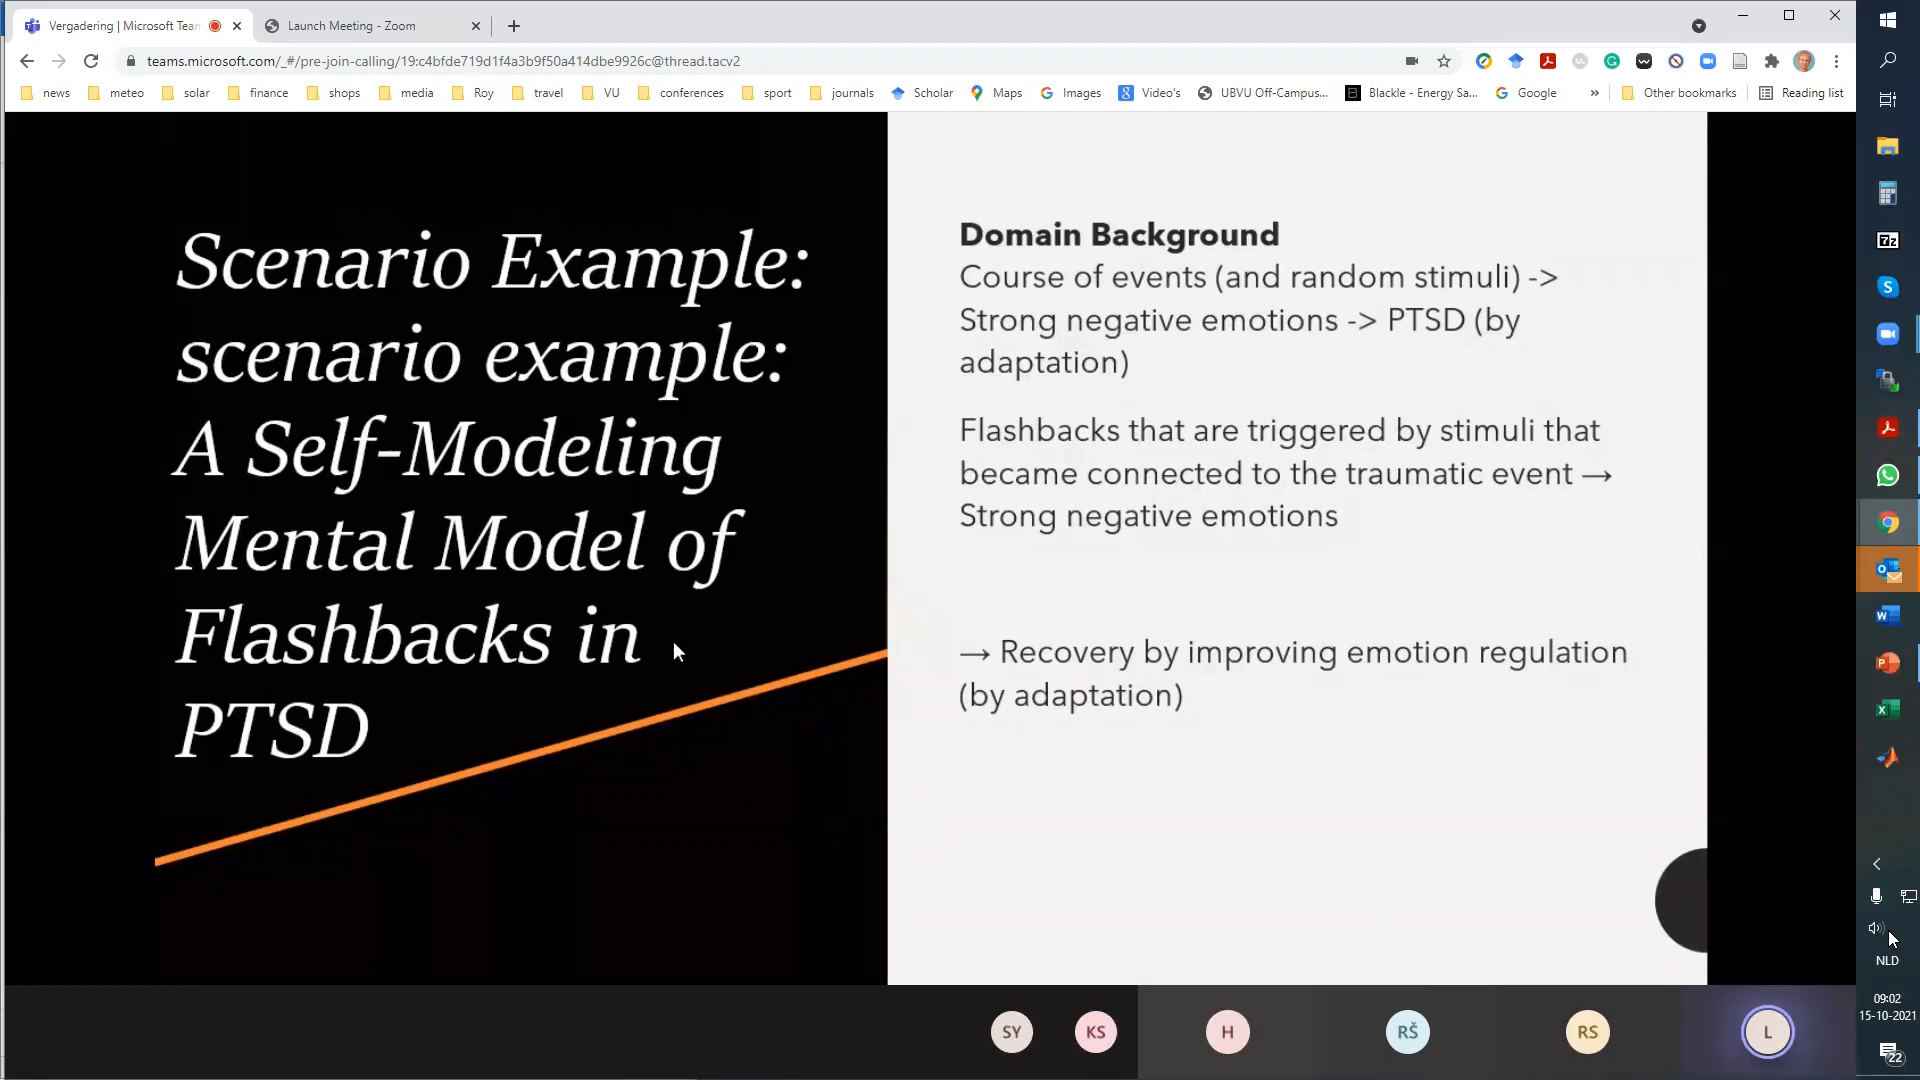 Vergadering | Microsoft Tear
Launch Meeting - Zoom
teams.microsoft.com/_#/pre-join-calling/19:c4bfde719d1f4a3b9f50a414dbe9926c@thread.tacv2
news
meteo
solar
finance
shops
media
Roy
travel
VU
conferences
sport
journals
Scholar
Maps
Images
Video's
UBVU Off-Campus...
Blackle - Energy Sa...
Google
»
Other bookmarks
Reading list
Scenario Example:
scenario example:
A Self-Modeling
Mental Model of
Flashbacks in
PTSD
Domain Background
Course of events (and random stimuli) ->
Strong negative emotions -> PTSD (by
adaptation)
Flashbacks that are triggered by stimuli that
became connected to the traumatic event →
Strong negative emotions
→ Recovery by improving emotion regulation
(by adaptation)
SY
KS
H
RŠ
RS
L
NLD
09:02
15-10-2021
22